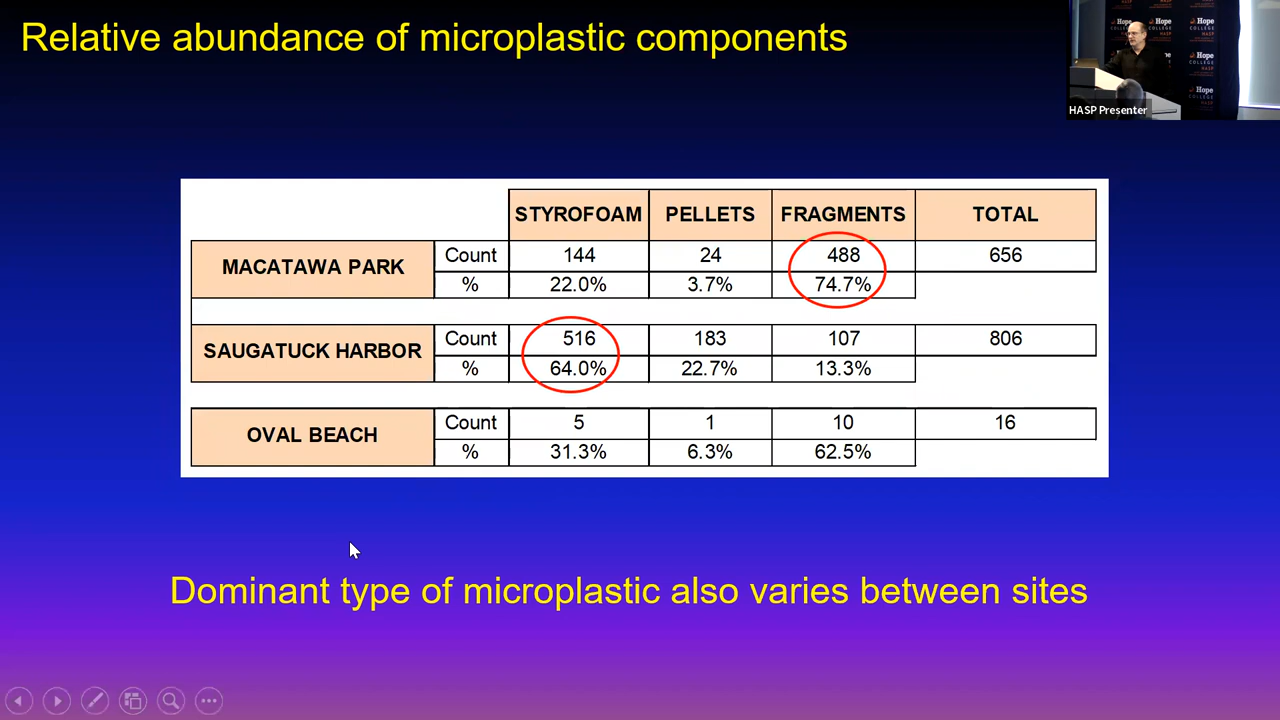 Relative abundance of microplastic components
Hope
COLLEGE
HASP
HASP Presenter
STYROFOAM PELLETS FRAGMENTS TOTAL
MACATAWA PARK Count 144 24 488 656
% 22.0% 3.7% 74.7%
SAUGATUCK HARBOR Count 516 183 107 806
% 64.0% 22.7% 13.3%
OVAL BEACH Count 5 1 10 16
% 31.3% 6.3% 62.5%
Dominant type of microplastic also varies between sites